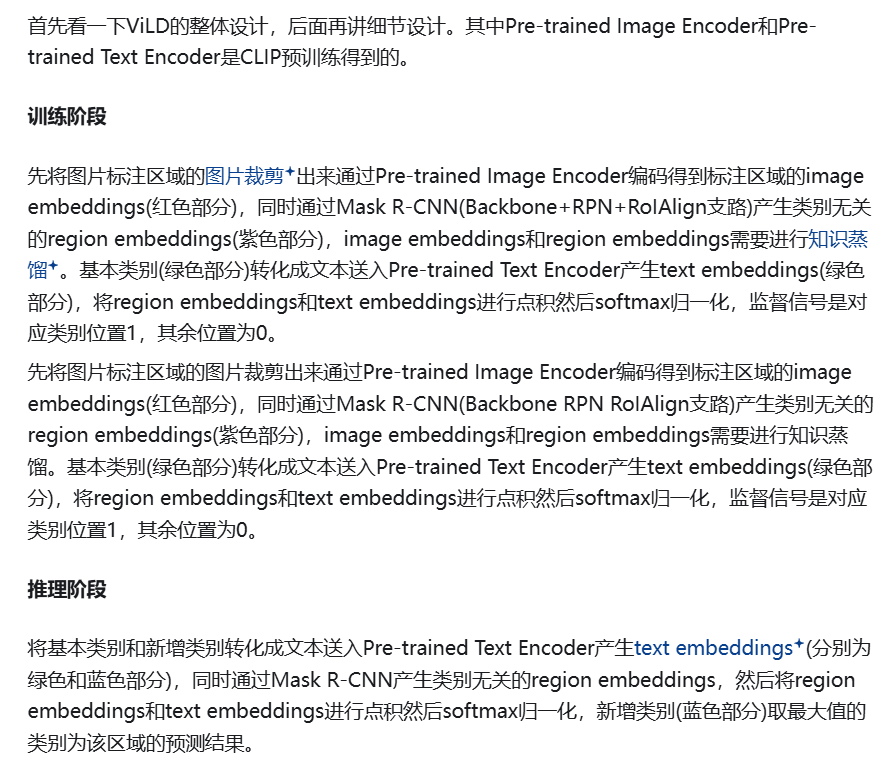 首先看一下ViLD的整体设计，后面再讲细节设计。其中Pre-trained Image Encoder和Pre-
trained Text Encoder是CLIP预训练得到的。
训练阶段
先将图片标注区域的图片裁剪出来通过Pre-trained Image Encoder编码得到标注区域的image
embeddings(红色部分)，同时通过Mask R-CNN(Backbone+RPN+RoIAlign支路)产生类别无关
的region embeddings(紫色部分)，image embeddings和region embeddings需要进行知识蒸
馏。基本类别(绿色部分)转化成文本送入Pre-trained Text Encoder产生text embeddings(绿色
部分)，将region embeddings和text embeddings进行点积然后softmax归一化，监督信号是对
应类别位置1，其余位置为0。
先将图片标注区域的图片裁剪出来通过Pre-trained Image Encoder编码得到标注区域的image
embeddings(红色部分)，同时通过Mask R-CNN(Backbone RPN RoIAlign支路)产生类别无关的
region embeddings(紫色部分)，image embeddings和region embeddings需要进行知识蒸
馏。基本类别(绿色部分)转化成文本送入Pre-trained Text Encoder产生text embeddings(绿色部
分)，将region embeddings和text embeddings进行点积然后softmax归一化，监督信号是对应
类别位置1，其余位置为0。
推理阶段
将基本类别和新增类别转化成文本送入Pre-trained Text Encoder产生text embeddings(分别为
绿色和蓝色部分)，同时通过Mask R-CNN产生类别无关的region embeddings，然后将region
embeddings和text embeddings进行点积然后softmax归一化，新增类别(蓝色部分)取最大值的
类别为该区域的预测结果。